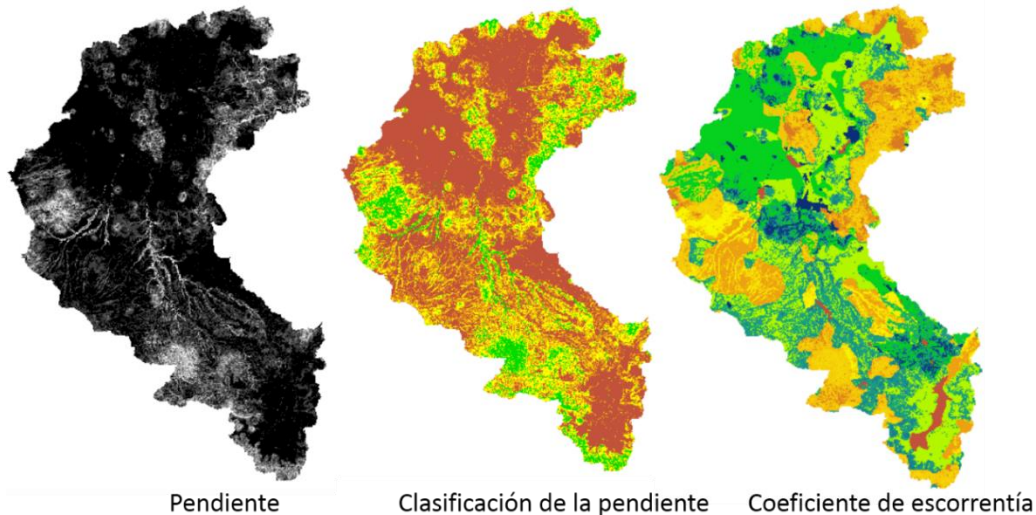 Pendiente
Clasificación de la pendiente
Coeficiente de escorrentía